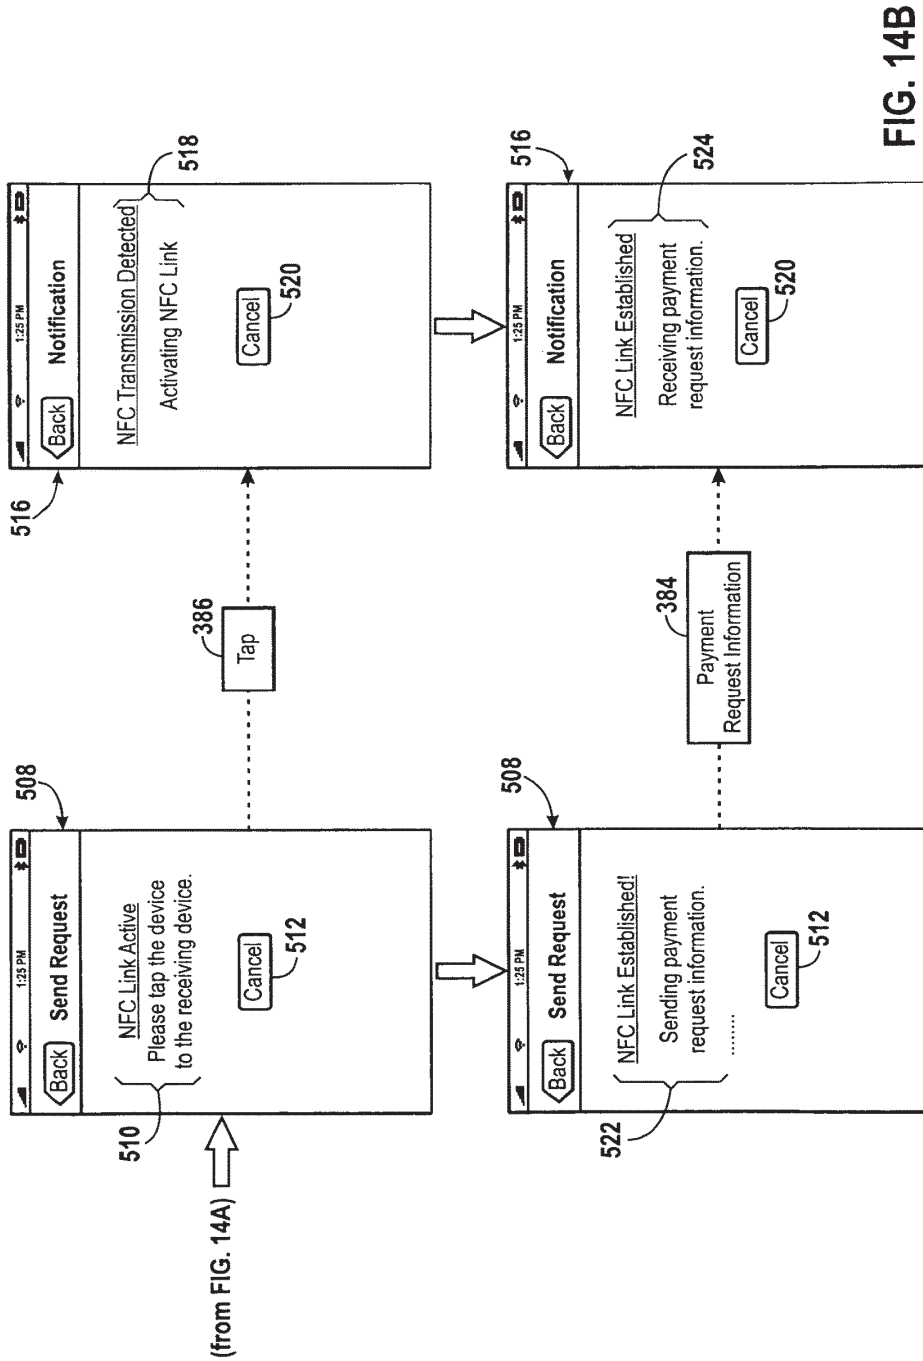 (from FIG. 14A)
508
1:25 PM
Back
Send Request
510
NFC Link Active
Please tap the device
to the receiving device.
Cancel
512
386
Tap
516
1:25 PM
Back
Notification
NFC Transmission Detected
518
Activating NFC Link
Cancel
520
508
1:25 PM
Back
Send Request
522
NFC Link Established!
Sending payment
request information.
........
Cancel
512
384
Payment
Request Information
516
1:25 PM
Back
Notification
NFC Link Established
524
Receiving payment
request information.
Cancel
520
FIG. 14B